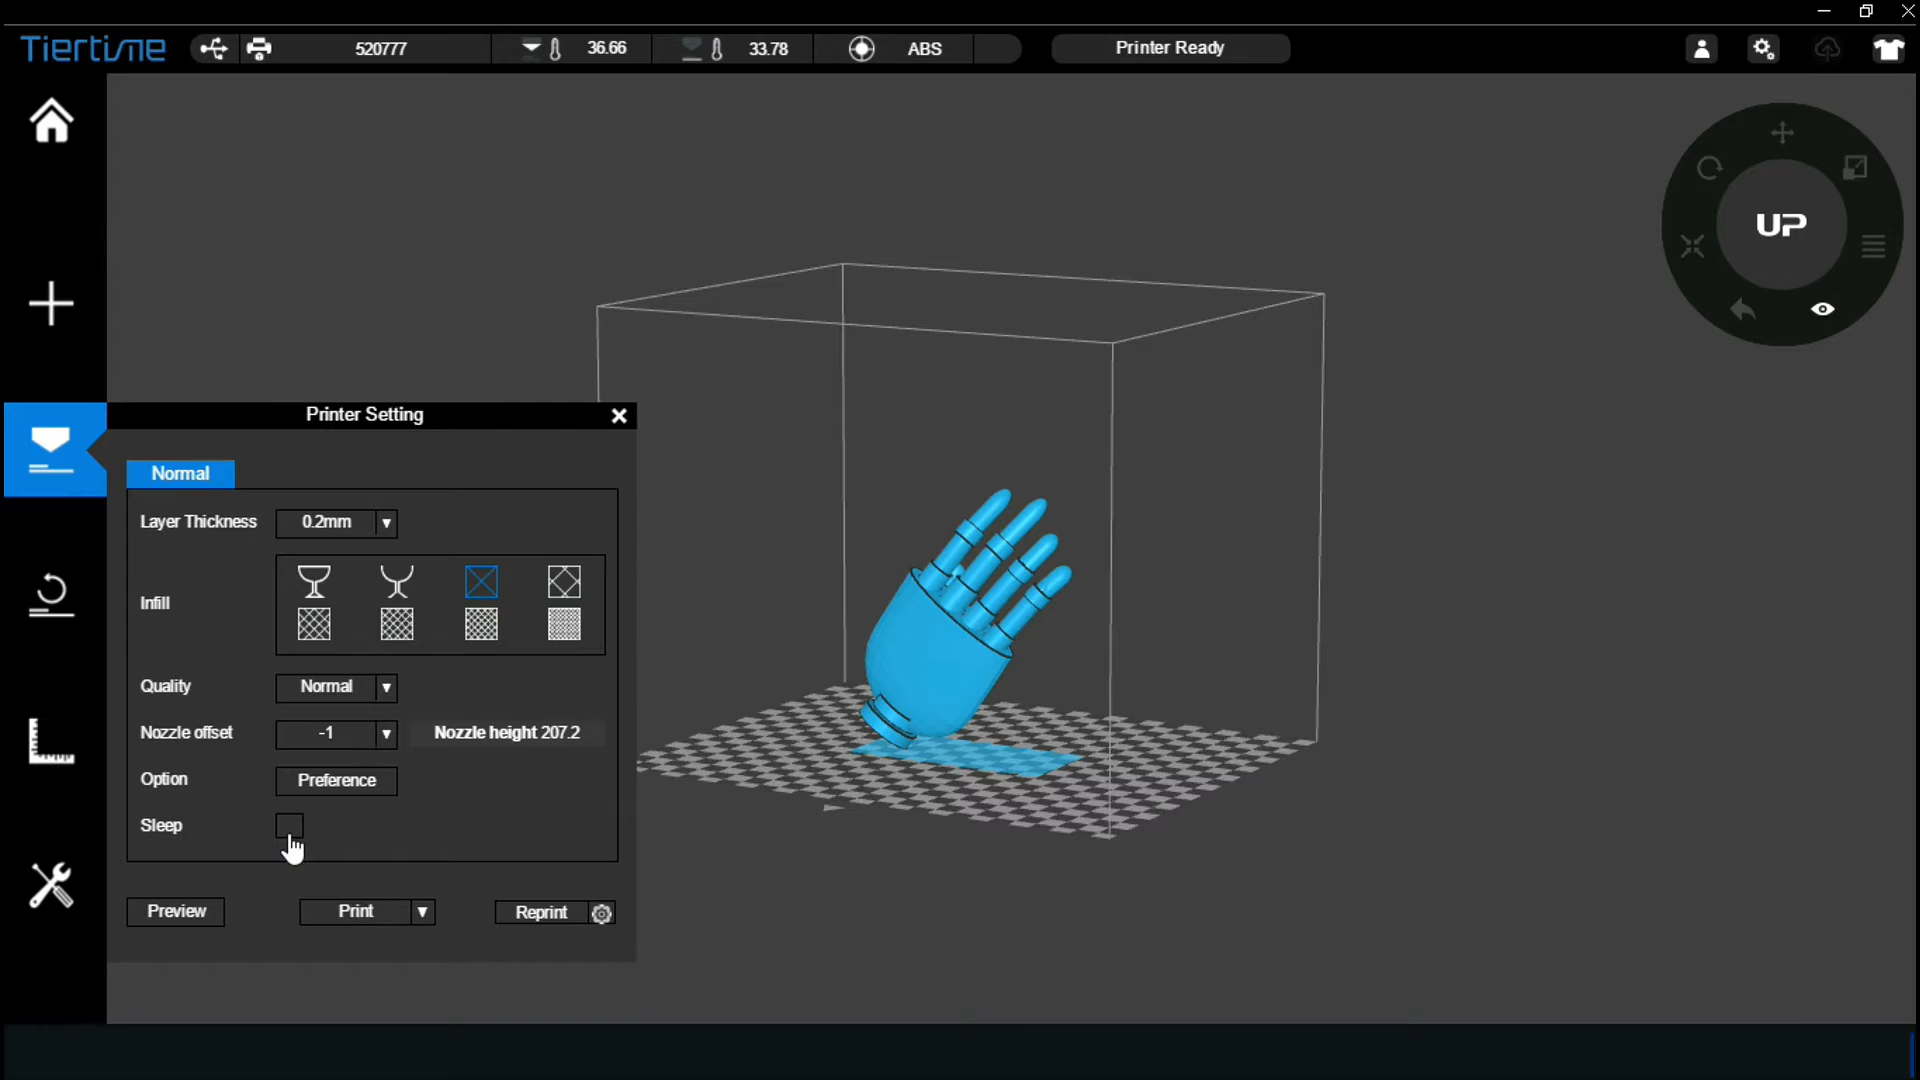 Tiertime
520777
36.66
33.78
ABS
Printer Ready
UP
Printer Setting
Normal
Layer Thickness 0.2mm
Infill
Quality Normal
Nozzle offset -1 Nozzle height 207.2
Option Preference
Sleep
Preview Print Reprint